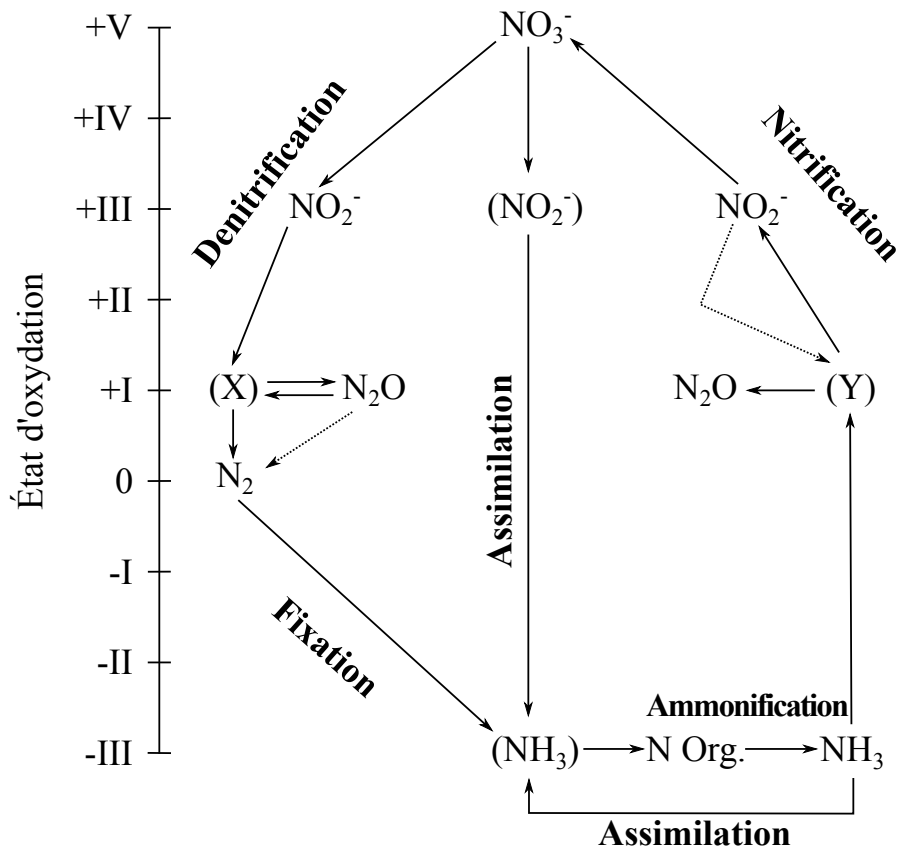 État d'oxydation
+V
+IV
+III
+II
+I
0
-I
-II
-III
NO₃⁻
Denitrification
Nitrification
NO₂⁻
(NO₂⁻)
NO₂⁻
(X)
N₂O
N₂O
(Y)
N₂
Assimilation
Fixation
Ammonification
(NH₃)
N Org.
NH₃
Assimilation